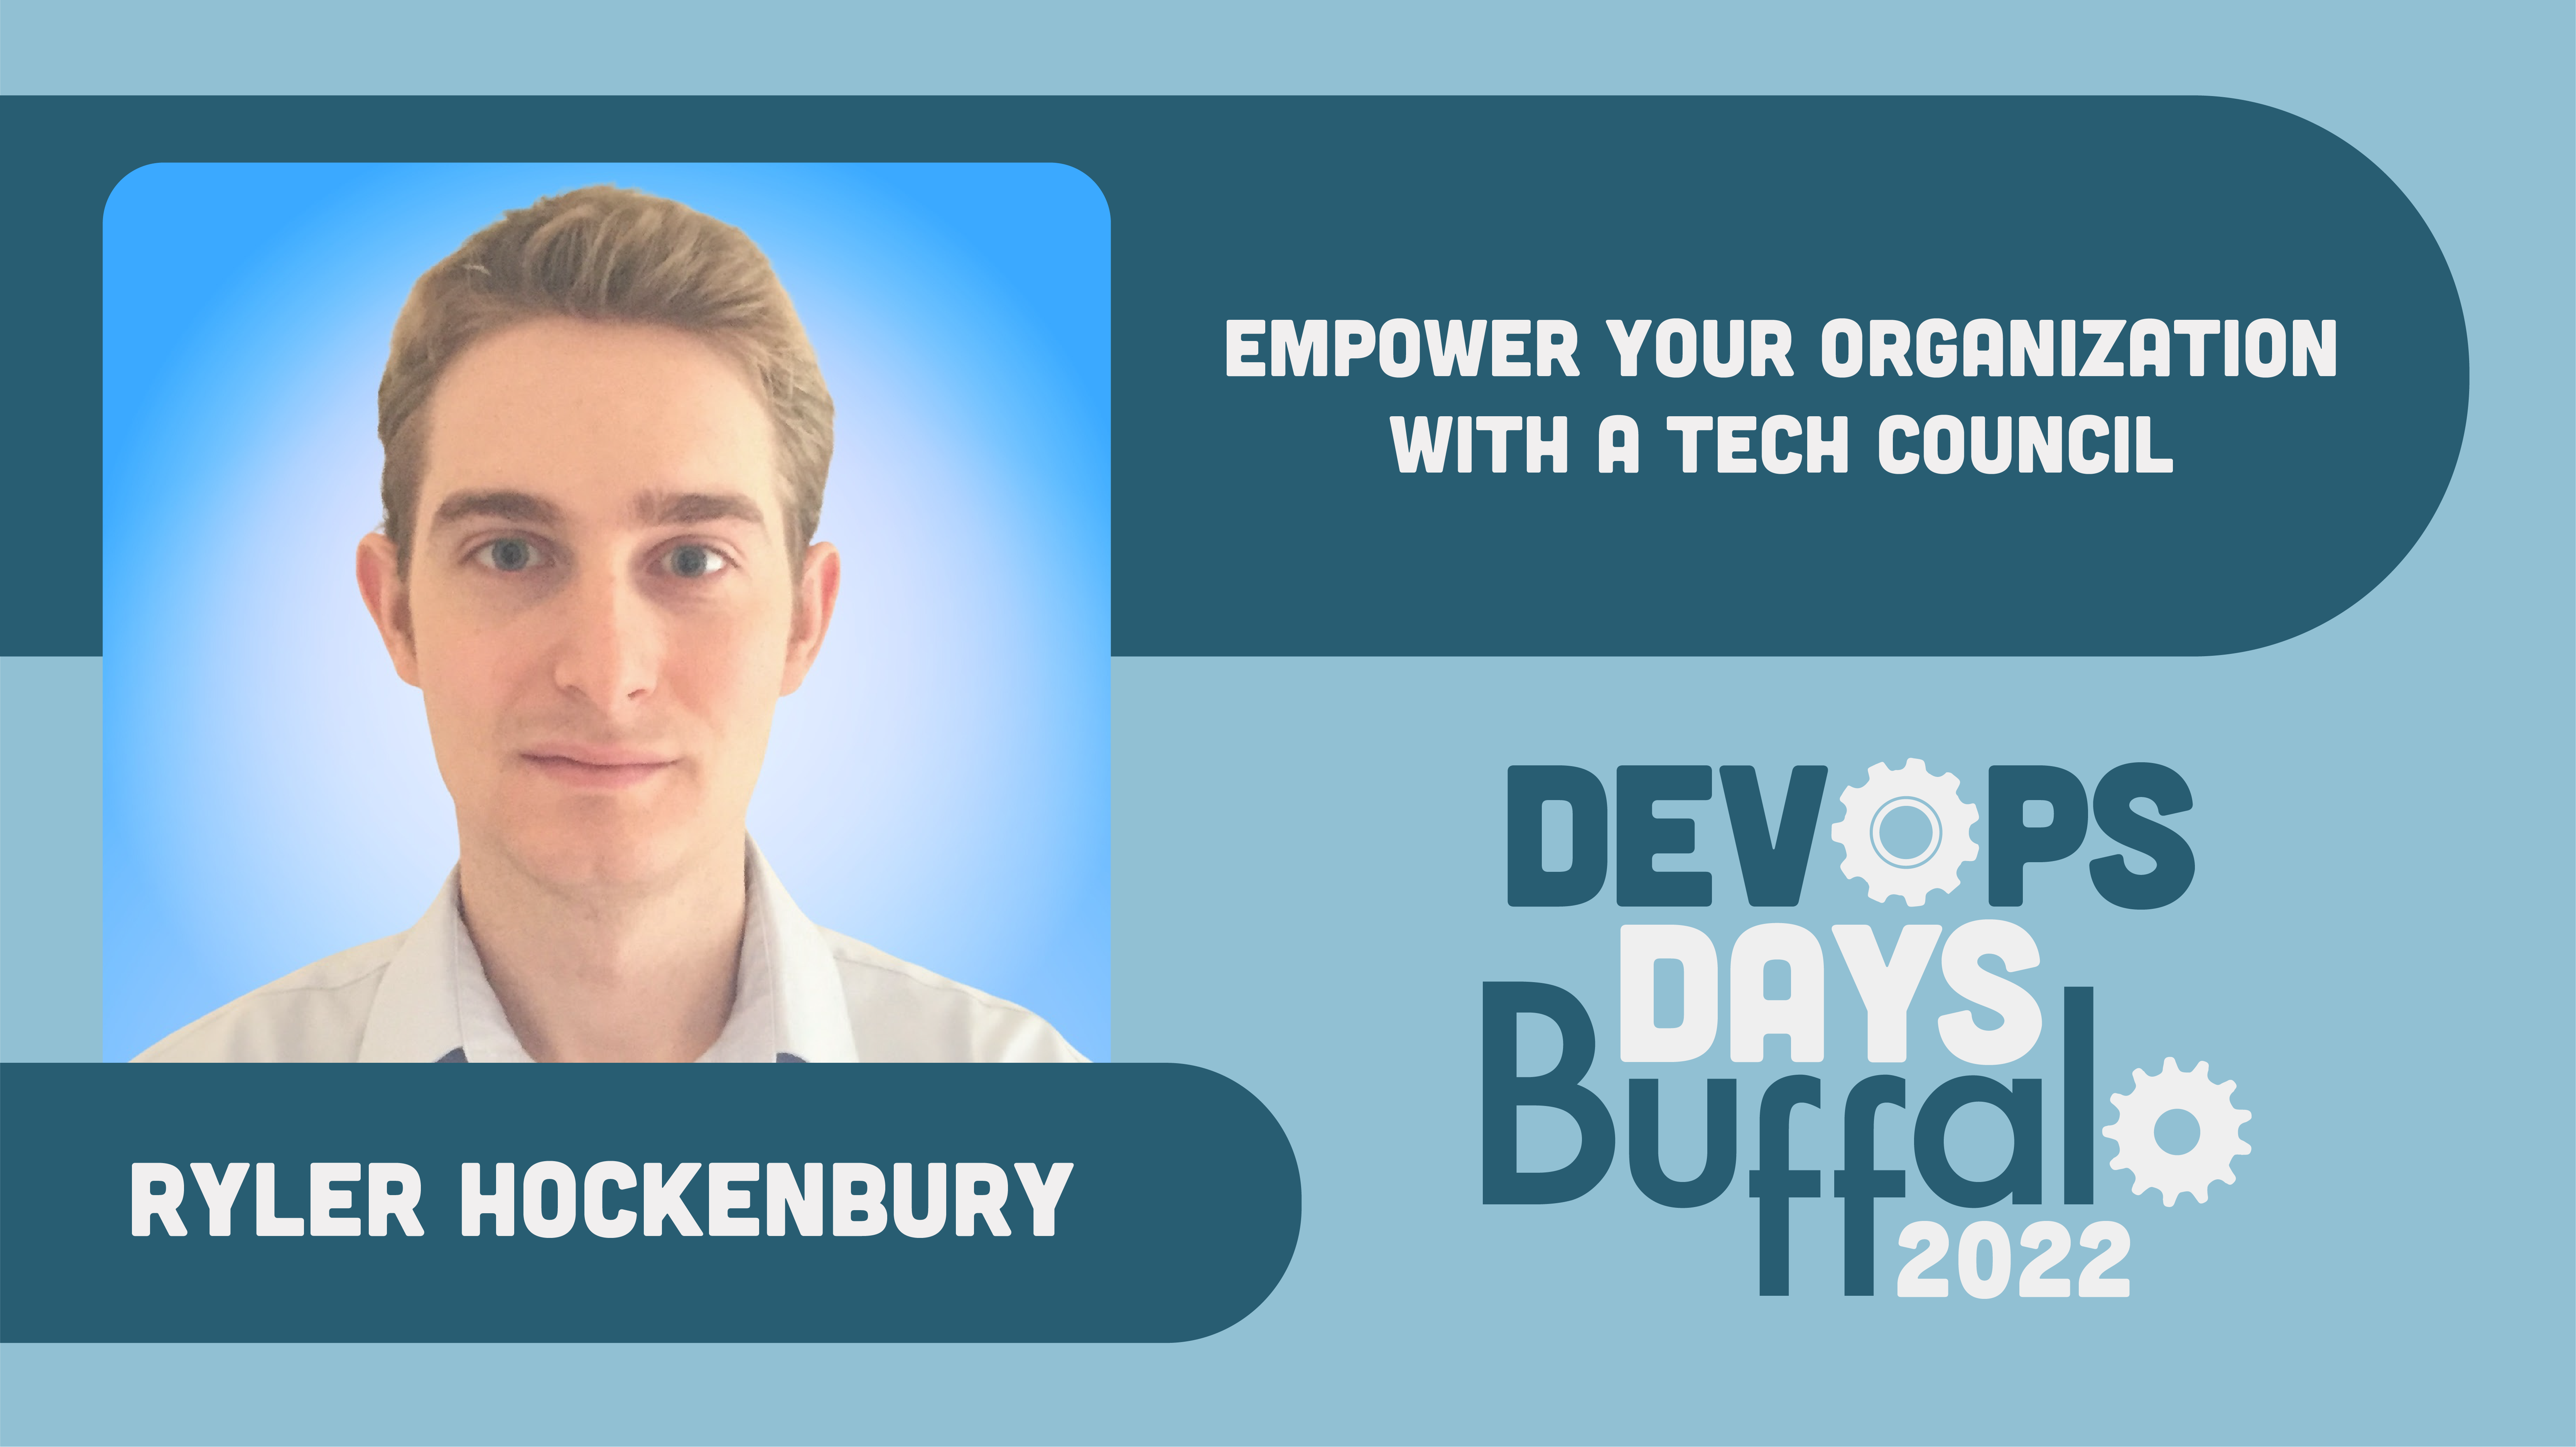 EMPOWER YOUR ORGANIZATION
WITH A TECH COUNCIL
RYLER HOCKENBURY
DEVOPS
DAYS
Buffalo
2022